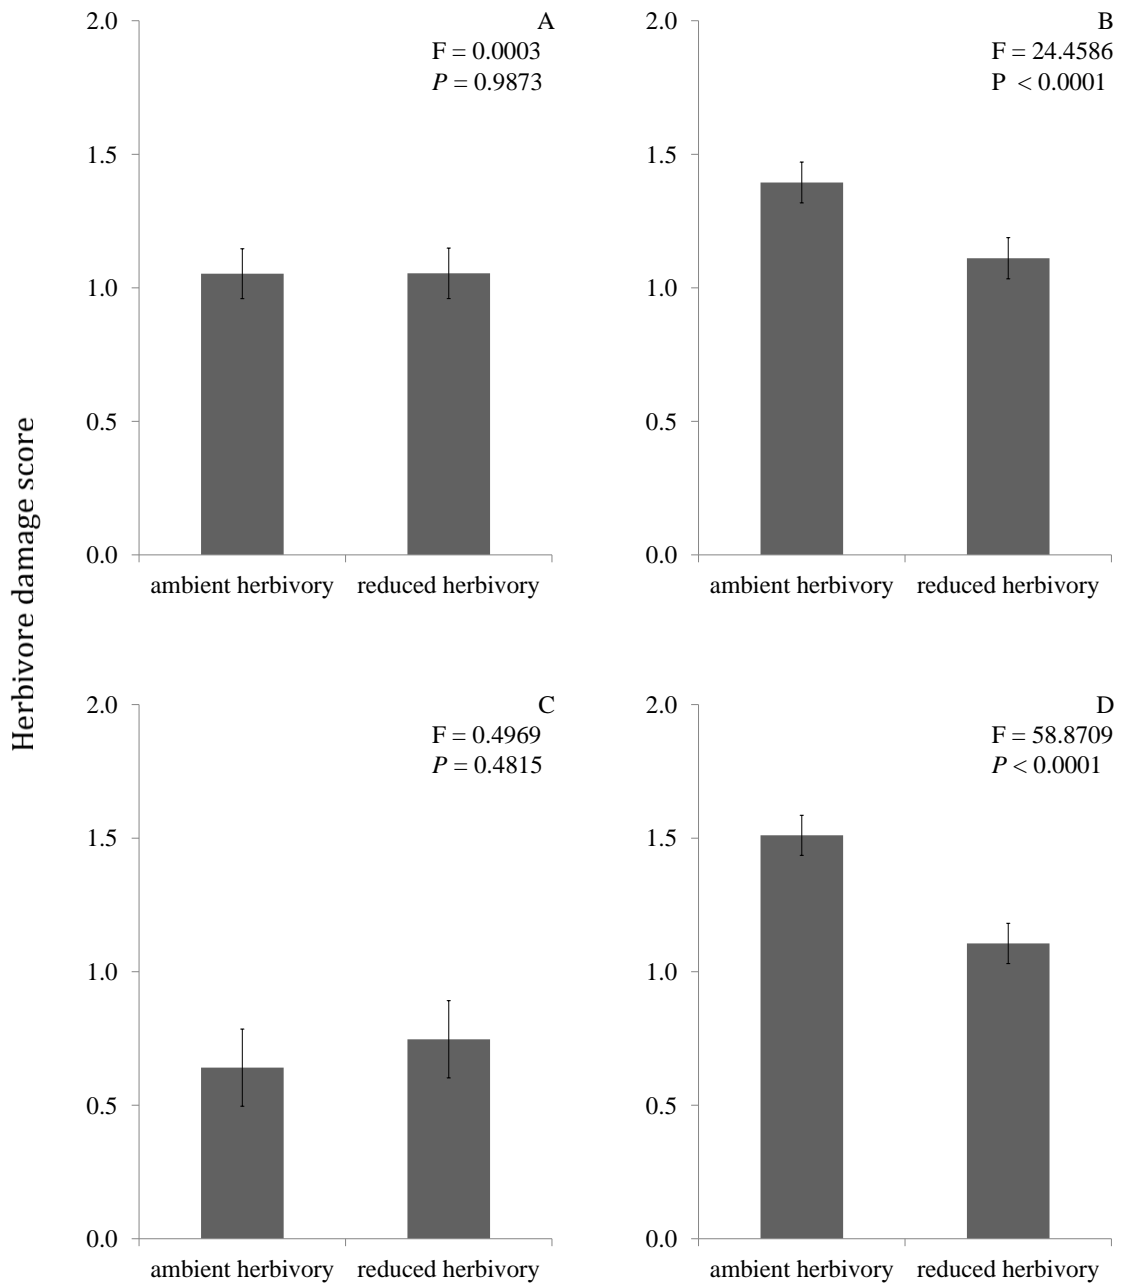 Herbivore damage score
A
F = 0.0003
P = 0.9873
2.0
1.5
1.0
0.5
0.0
ambient herbivory reduced herbivory
B
F = 24.4586
P < 0.0001
2.0
1.5
1.0
0.5
0.0
ambient herbivory reduced herbivory
C
F = 0.4969
P = 0.4815
2.0
1.5
1.0
0.5
0.0
ambient herbivory reduced herbivory
D
F = 58.8709
P < 0.0001
2.0
1.5
1.0
0.5
0.0
ambient herbivory reduced herbivory